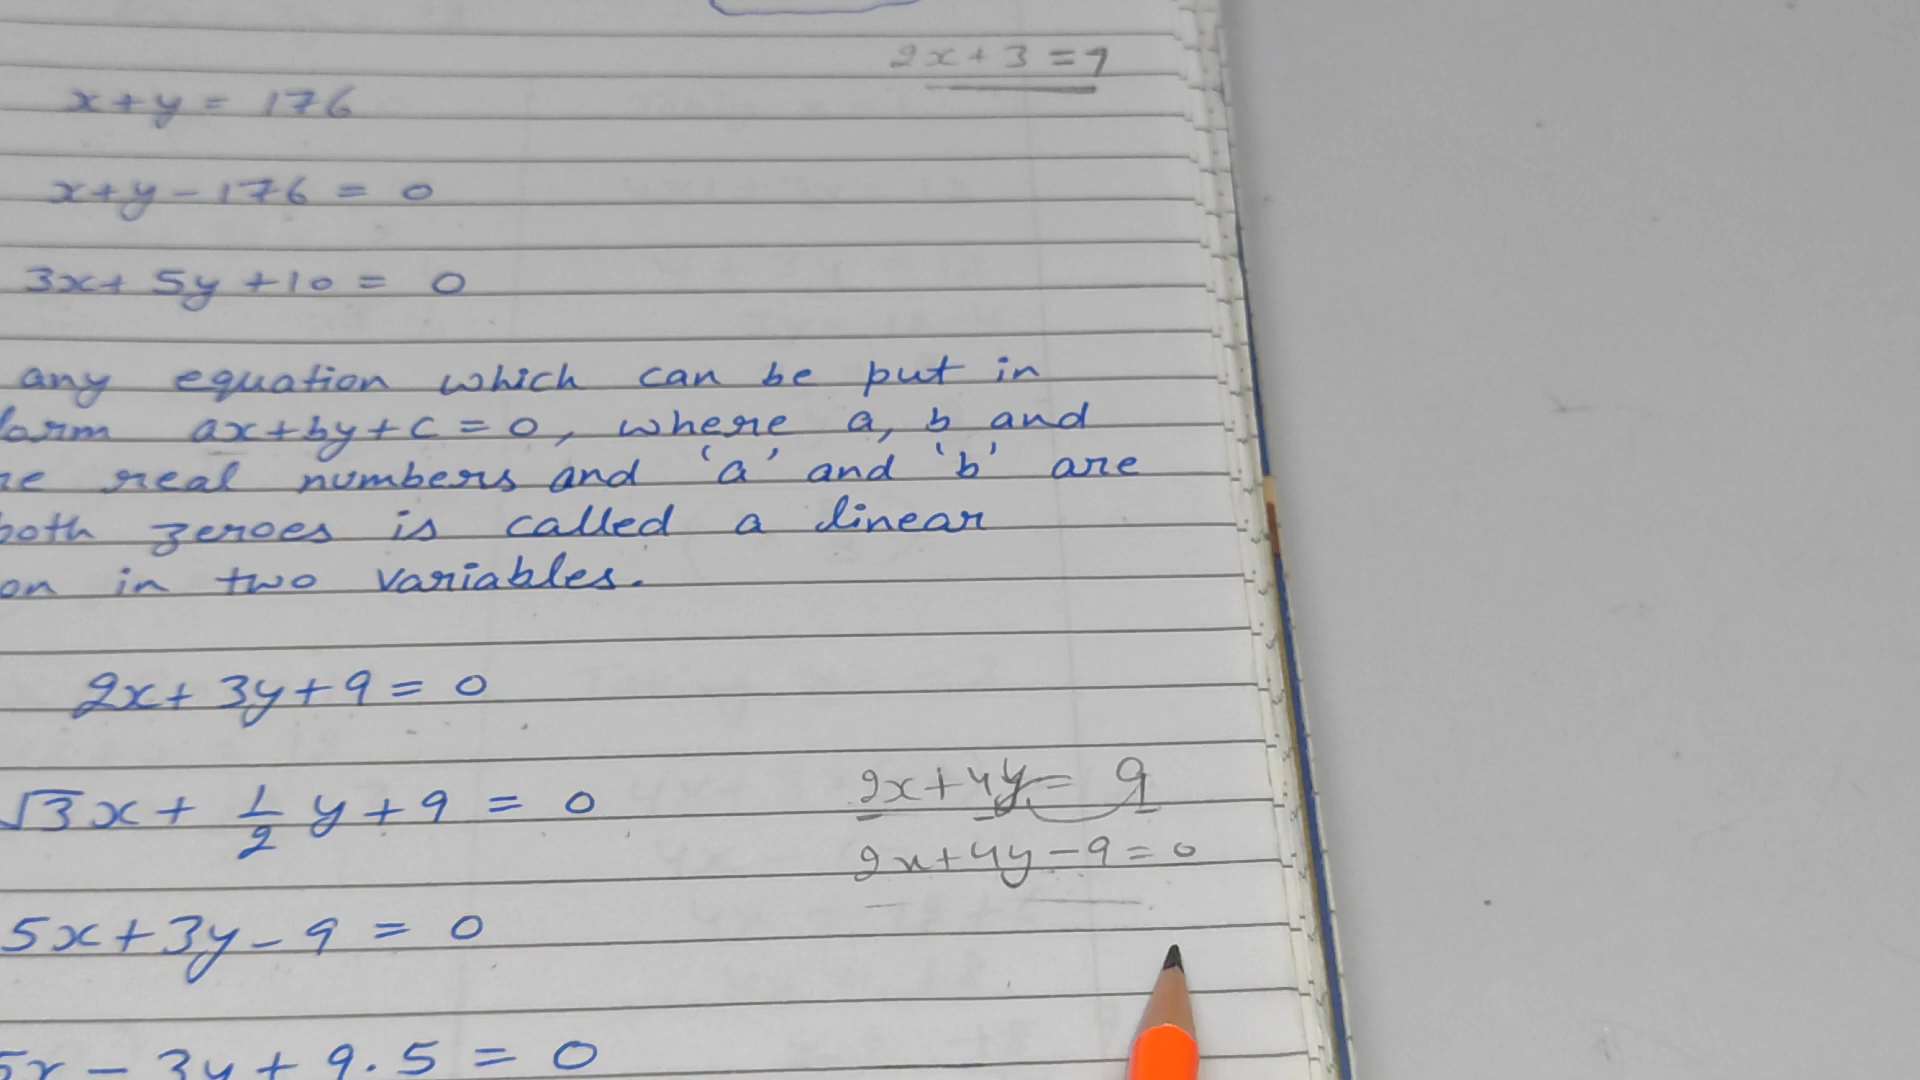 2x + 3 = 7
x + y = 176
x + y - 176 = 0
3x + 5y + 10 = 0
any equation which can be put in
form ax + by + c = 0, where a, b and
real numbers and 'a' and 'b' are
both zeroes is called a linear
on in two variables.
2x + 3y + 9 = 0
2x + 4y = 9
√3x + 1/2 y + 9 = 0
2x + 4y - 9 = 0
5x + 3y - 9 = 0
5x - 3y + 9.5 = 0